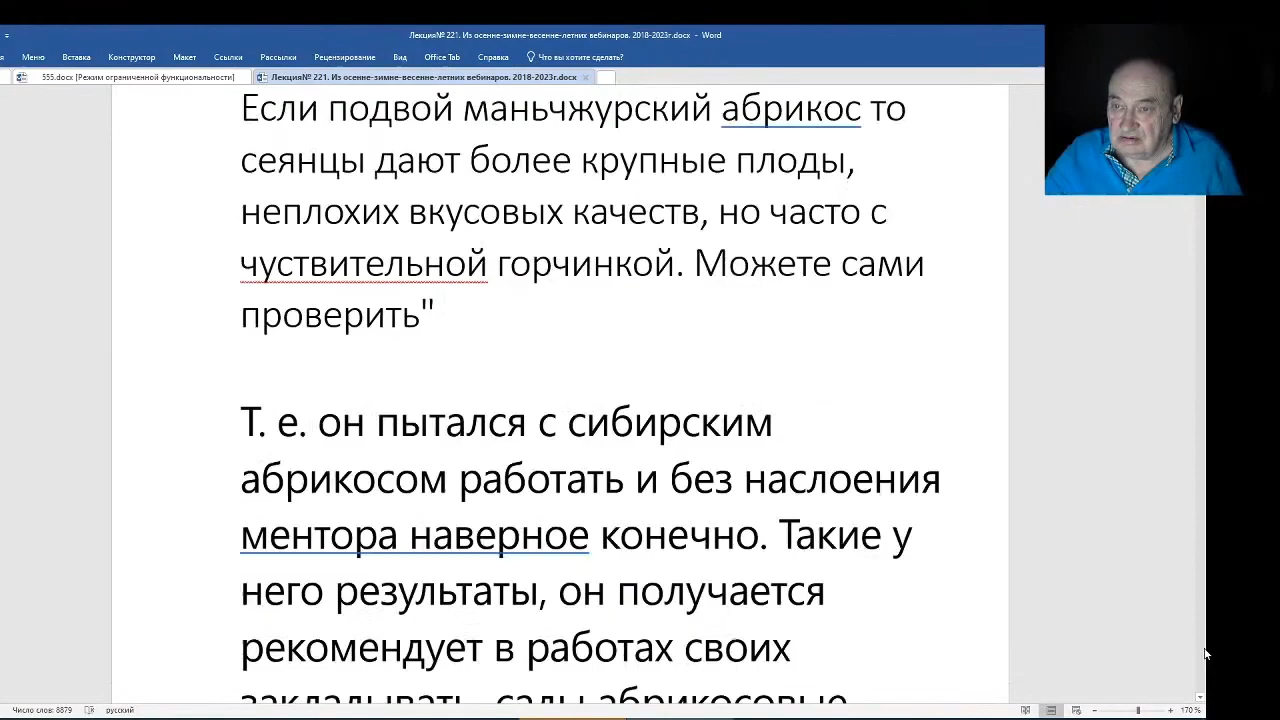 Лекция№ 221. Из осенне-зимне-весенне-летних вебинаров. 2018-2023г.docx - Word
я Меню Вставка Конструктор Макет Ссылки Рассылки Рецензирование Вид Office Tab Справка Что вы хотите сделать?
555.docx [Режим ограниченной функциональности] Лекция№ 221. Из осенне-зимне-весенне-летних вебинаров. 2018-2023г.docx
Если подвой маньчжурский абрикос то
сеянцы дают более крупные плоды,
неплохих вкусовых качеств, но часто с
чуствительной горчинкой. Можете сами
проверить"
Т. е. он пытался с сибирским
абрикосом работать и без наслоения
ментора наверное конечно. Такие у
него результаты, он получается
рекомендует в работах своих
закладывать сады абрикосовые
Число слов: 8879 русский 170 %